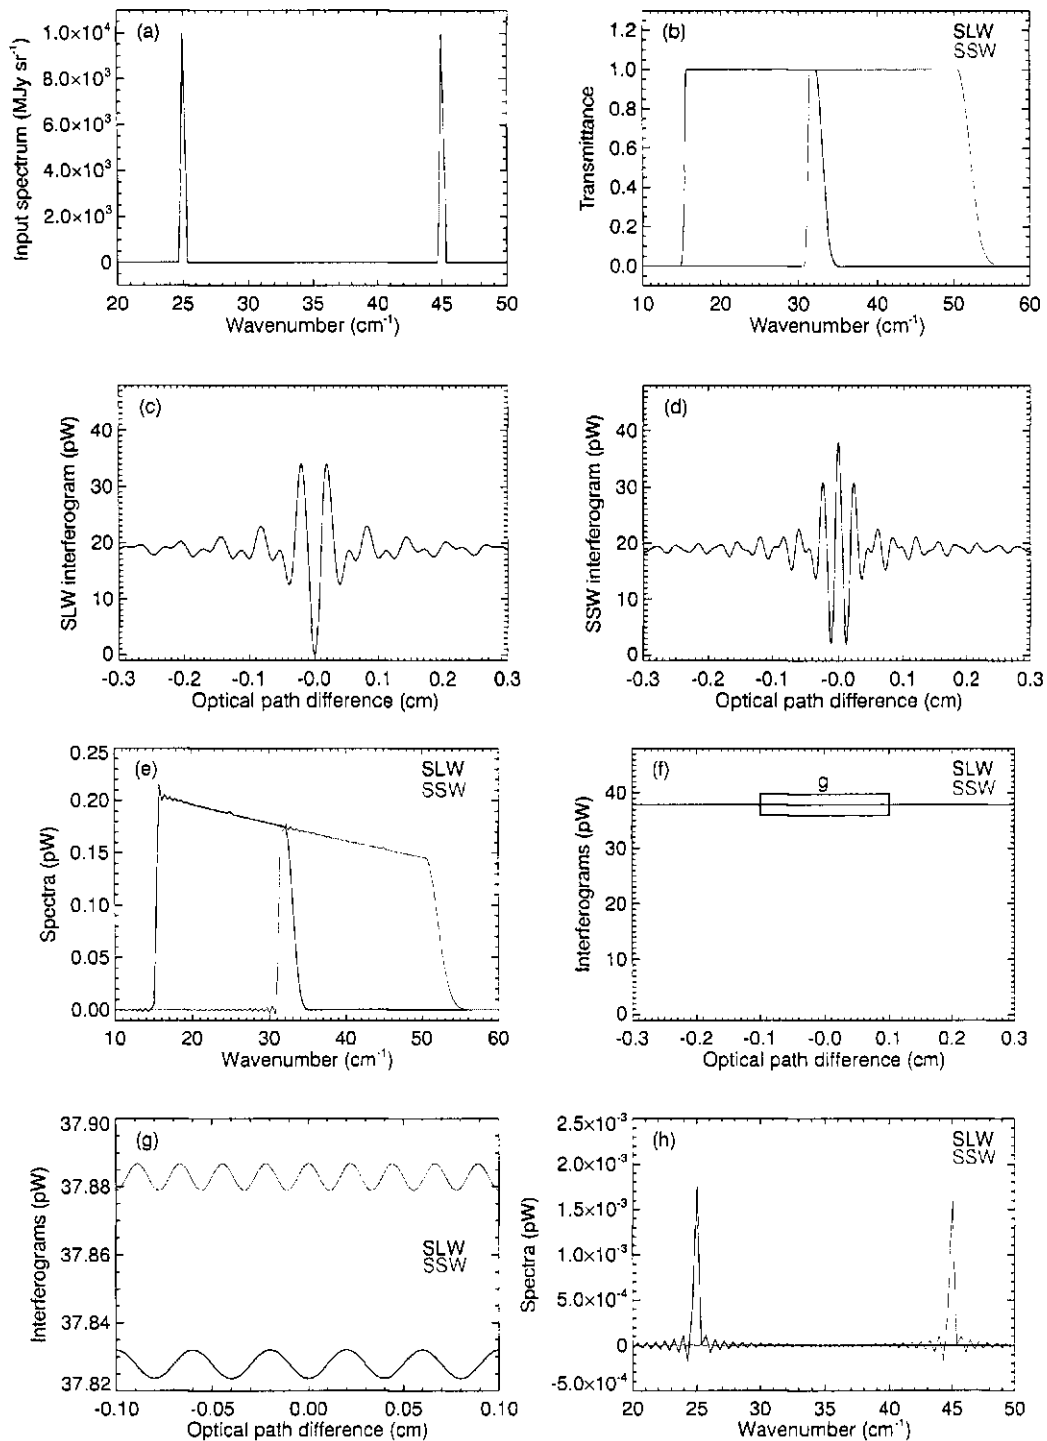 (a)
Input spectrum (MJy sr⁻¹)
1.0×10⁴
8.0×10³
6.0×10³
4.0×10³
2.0×10³
0
20 25 30 35 40 45 50
Wavenumber (cm⁻¹)
(b)
SLW
SSW
Transmittance
1.2
1.0
0.8
0.6
0.4
0.2
0.0
10 20 30 40 50 60
Wavenumber (cm⁻¹)
(c)
SLW interferogram (pW)
40
30
20
10
0
-0.3 -0.2 -0.1 -0.0 0.1 0.2 0.3
Optical path difference (cm)
(d)
SSW interferogram (pW)
40
30
20
10
0
-0.3 -0.2 -0.1 -0.0 0.1 0.2 0.3
Optical path difference (cm)
(e)
SLW
SSW
Spectra (pW)
0.25
0.20
0.15
0.10
0.05
0.00
10 20 30 40 50 60
Wavenumber (cm⁻¹)
(f)
g
SLW
SSW
Interferograms (pW)
40
30
20
10
0
-0.3 -0.2 -0.1 -0.0 0.1 0.2 0.3
Optical path difference (cm)
(g)
SLW
SSW
Interferograms (pW)
37.90
37.88
37.86
37.84
37.82
-0.10 -0.05 0.00 0.05 0.10
Optical path difference (cm)
(h)
SLW
SSW
Spectra (pW)
2.5×10⁻³
2.0×10⁻³
1.5×10⁻³
1.0×10⁻³
5.0×10⁻⁴
0
-5.0×10⁻⁴
20 25 30 35 40 45 50
Wavenumber (cm⁻¹)